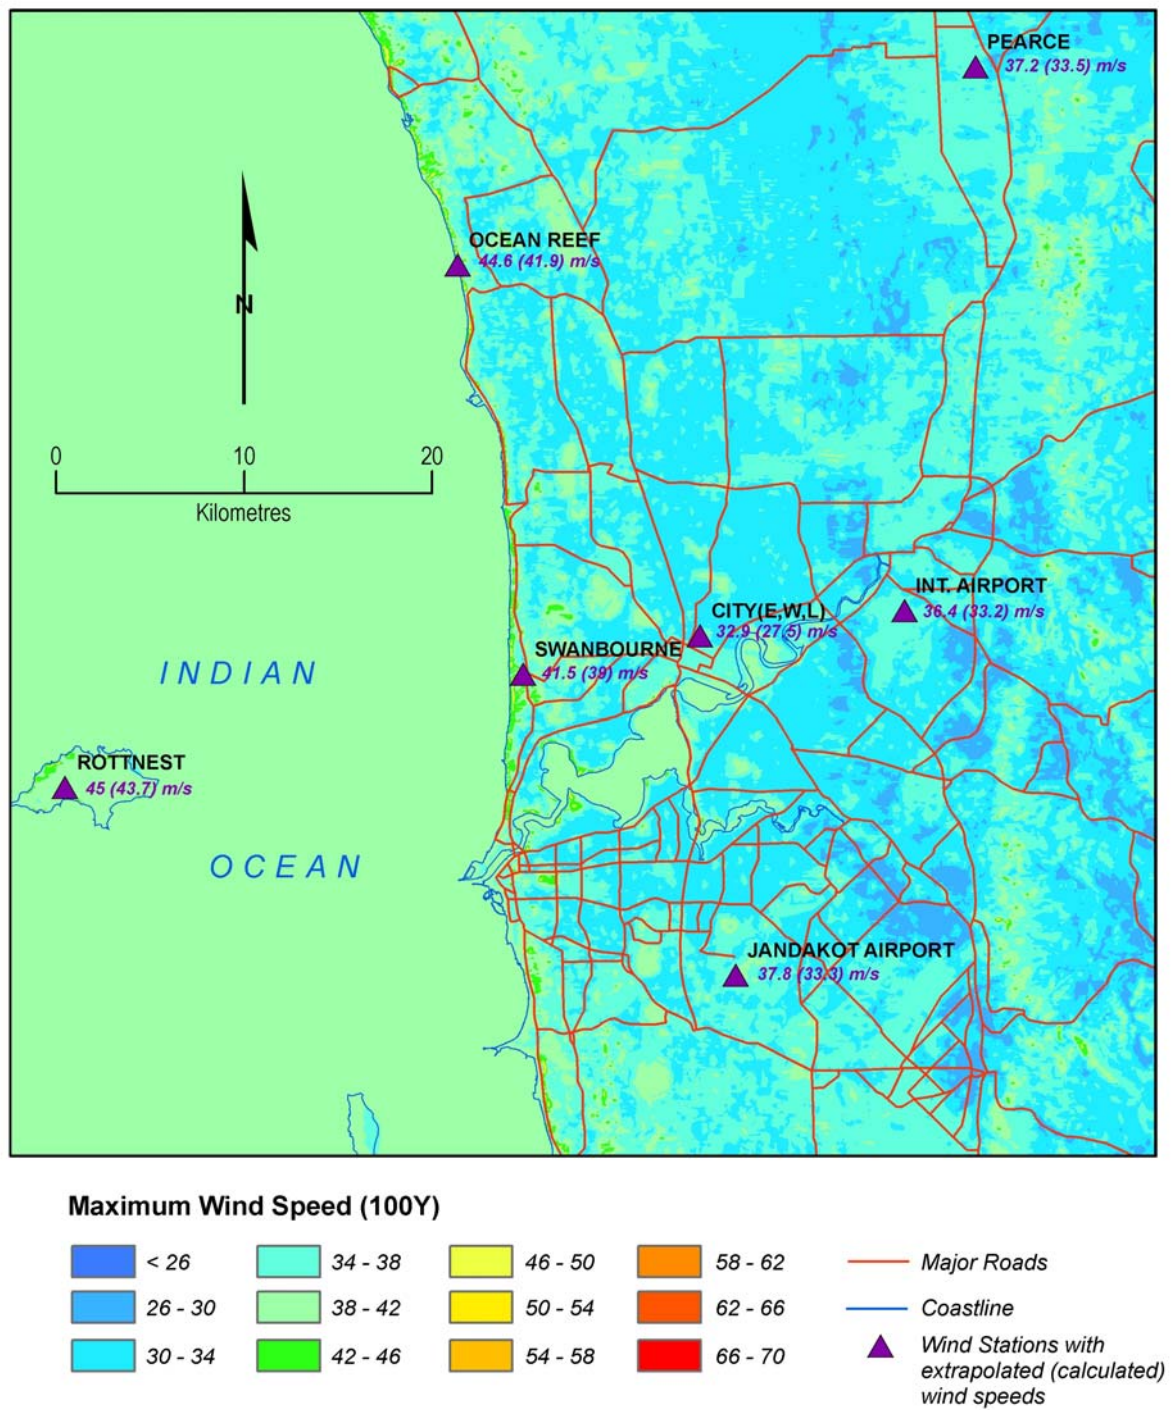 PEARCE
37.2 (33.5) m/s
OCEAN REEF
44.6 (41.9) m/s
N
0 10 20
Kilometres
INT. AIRPORT
36.4 (33.2) m/s
CITY(E,W,L)
32.9 (27.5) m/s
SWANBOURNE
41.5 (39) m/s
INDIAN
ROTTNEST
45 (43.7) m/s
OCEAN
JANDAKOT AIRPORT
37.8 (33.3) m/s
Maximum Wind Speed (100Y)
< 26
26 - 30
30 - 34
34 - 38
38 - 42
42 - 46
46 - 50
50 - 54
54 - 58
58 - 62
62 - 66
66 - 70
Major Roads
Coastline
Wind Stations with
extrapolated (calculated)
wind speeds